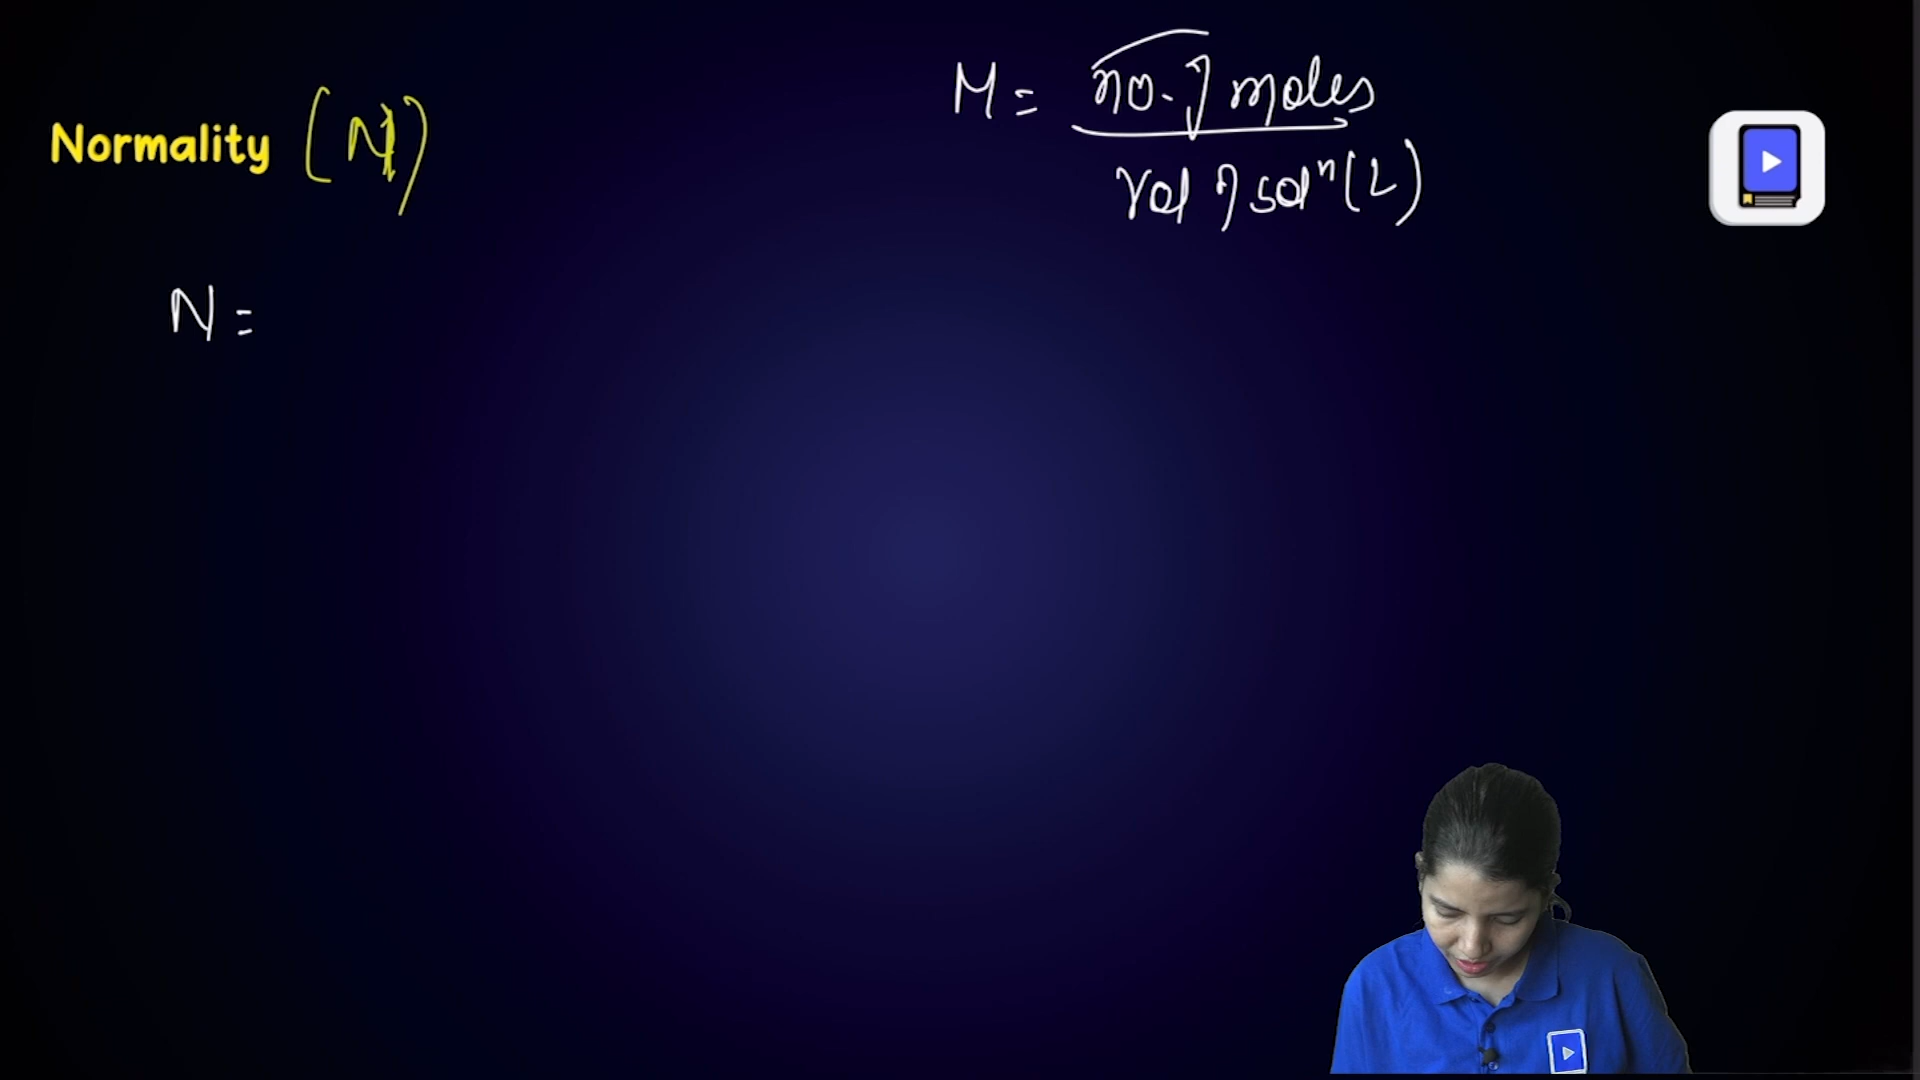 Normality (N)
M = no. of moles
vol of solⁿ (L)
N =